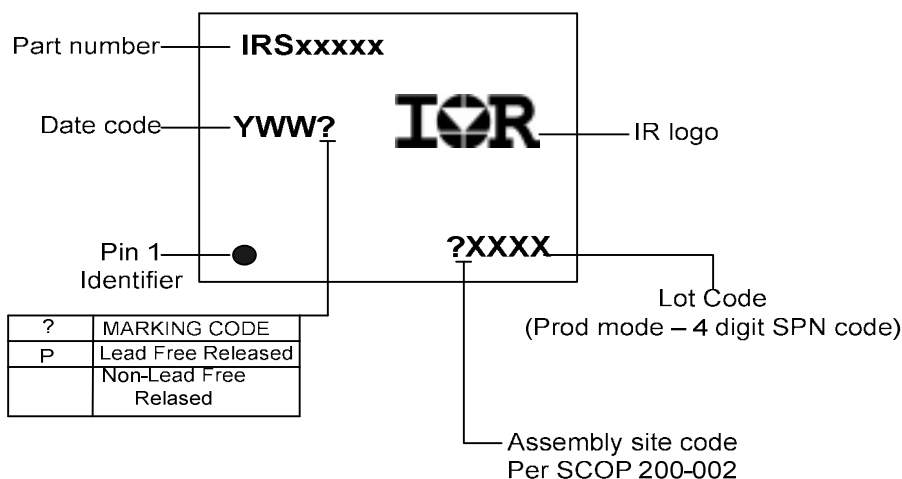 Part number
IRSxxxxx
Date code
YWW?
IOR
IR logo
Pin 1
Identifier
?XXXX
Lot Code
(Prod mode – 4 digit SPN code)
? MARKING CODE
P Lead Free Released
Non-Lead Free
Relased
Assembly site code
Per SCOP 200-002